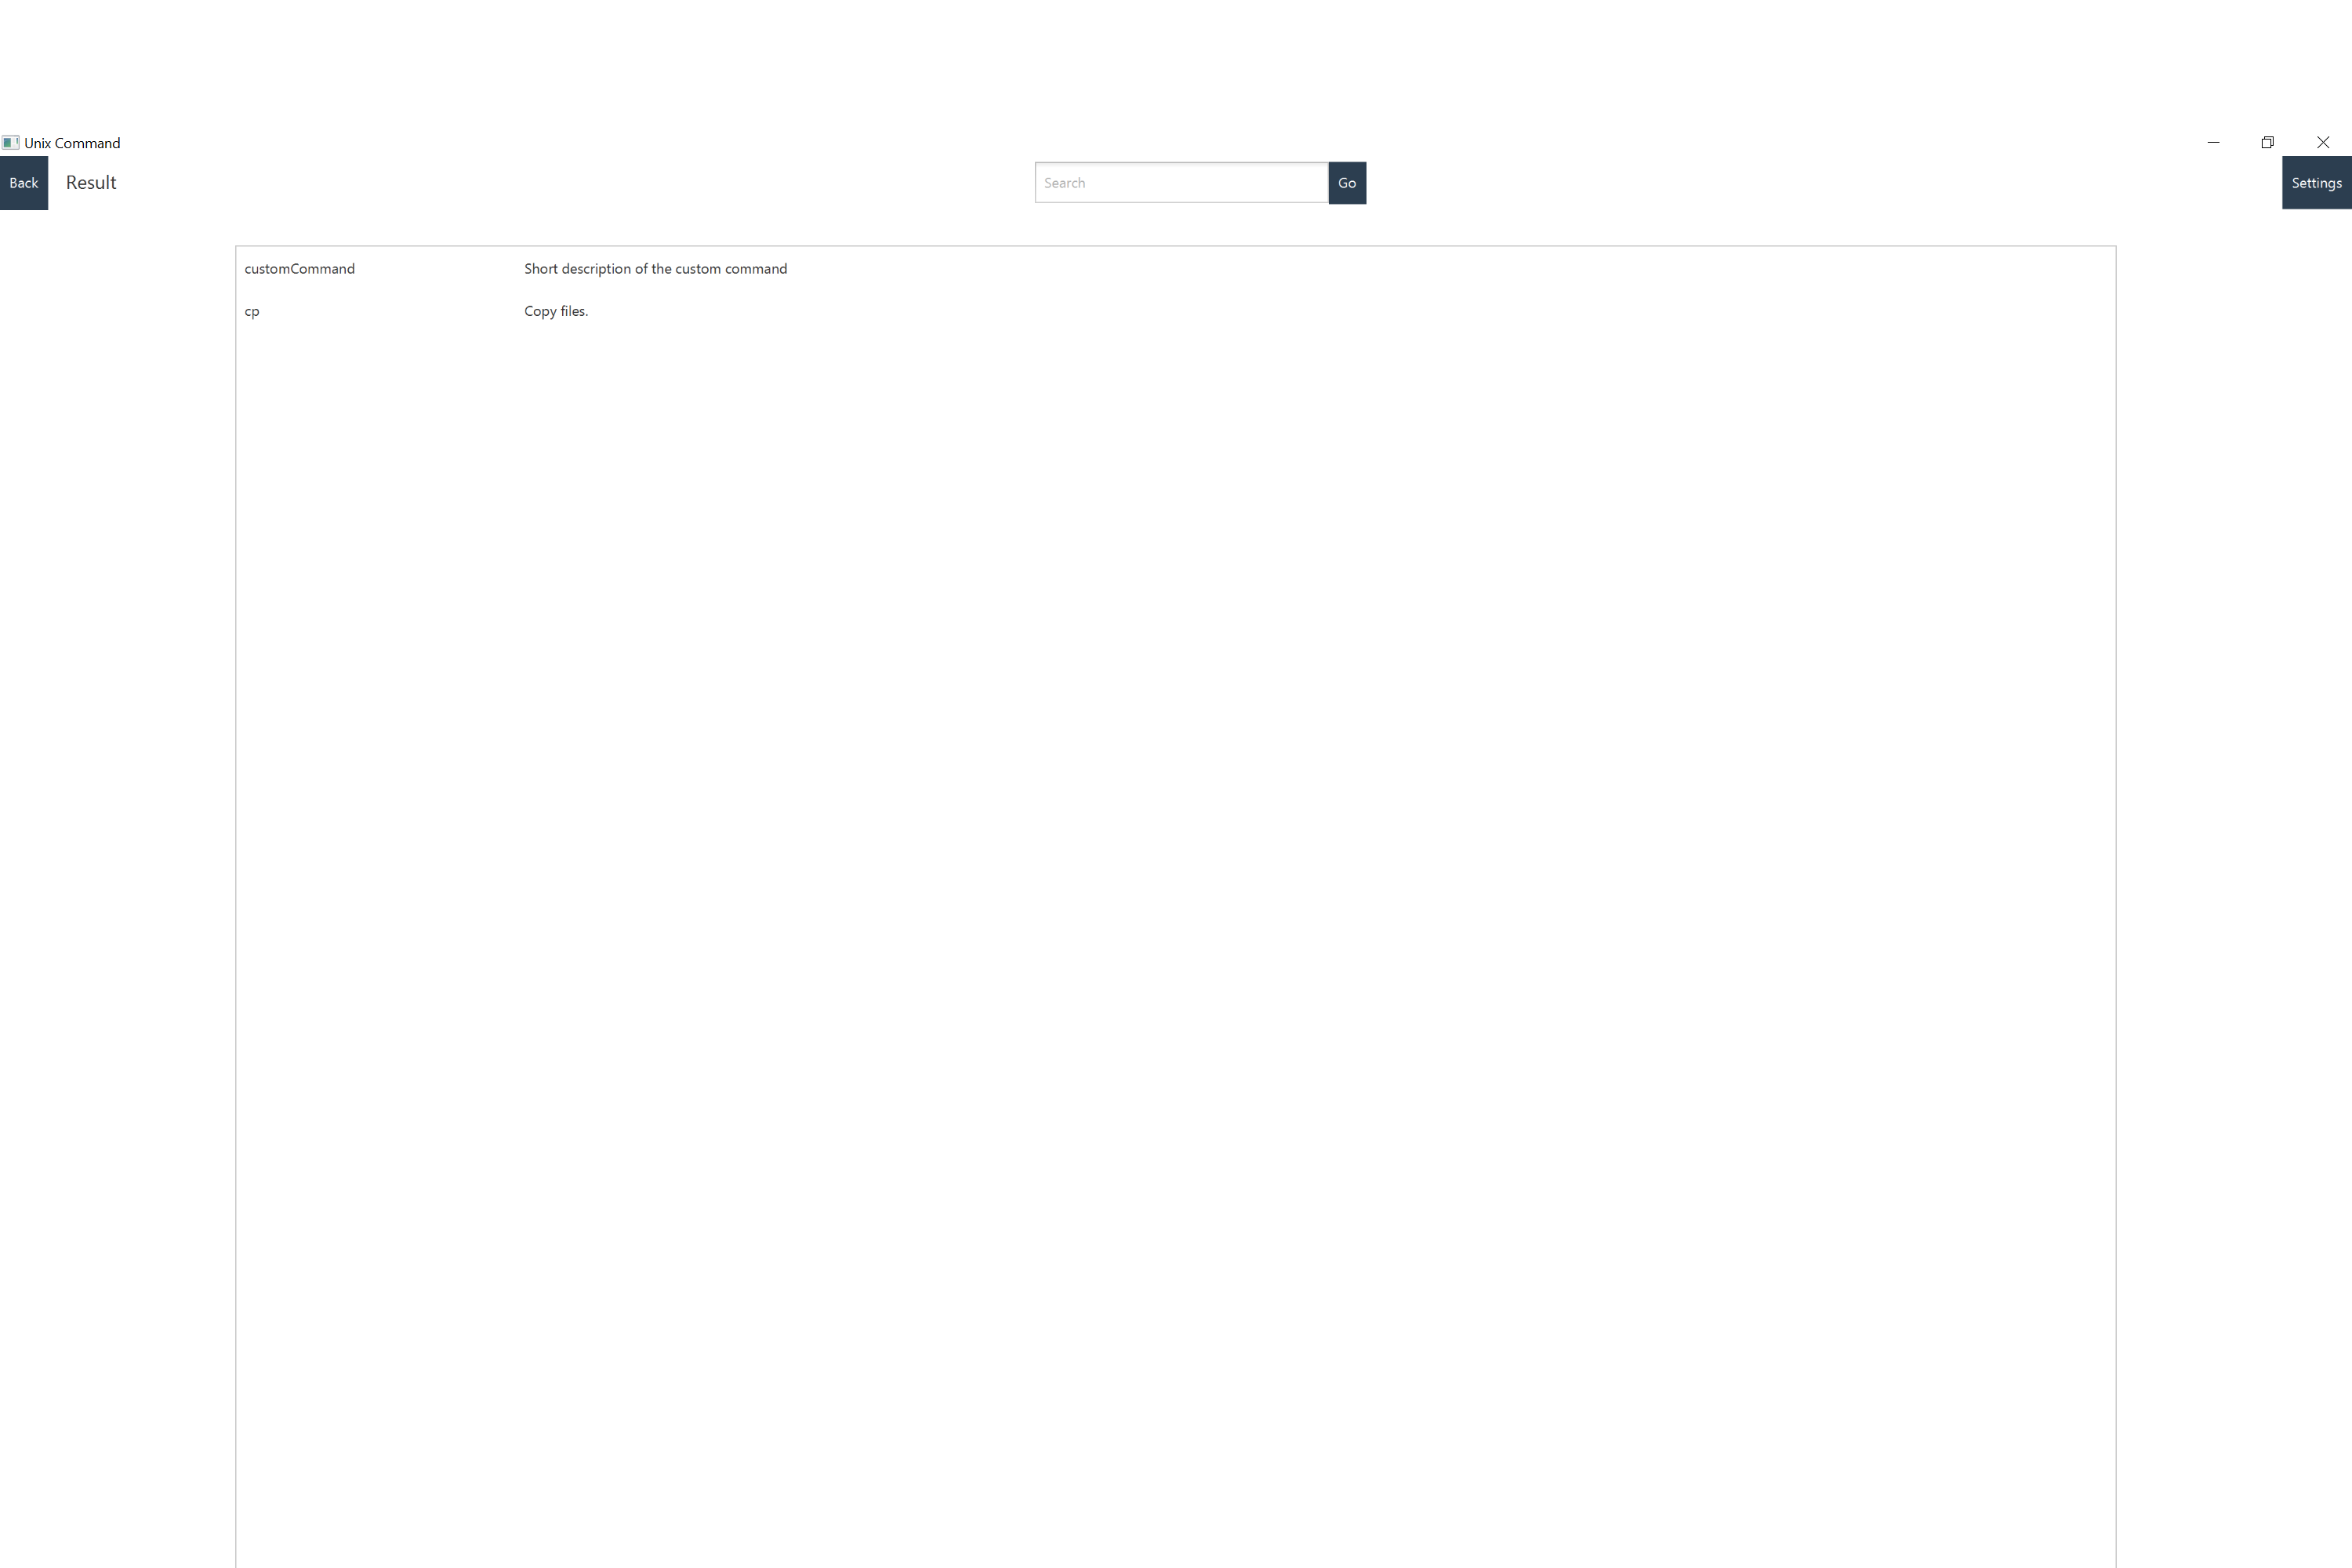 Unix Command
Back Result Search Go Settings
customCommand Short description of the custom command
cp Copy files.